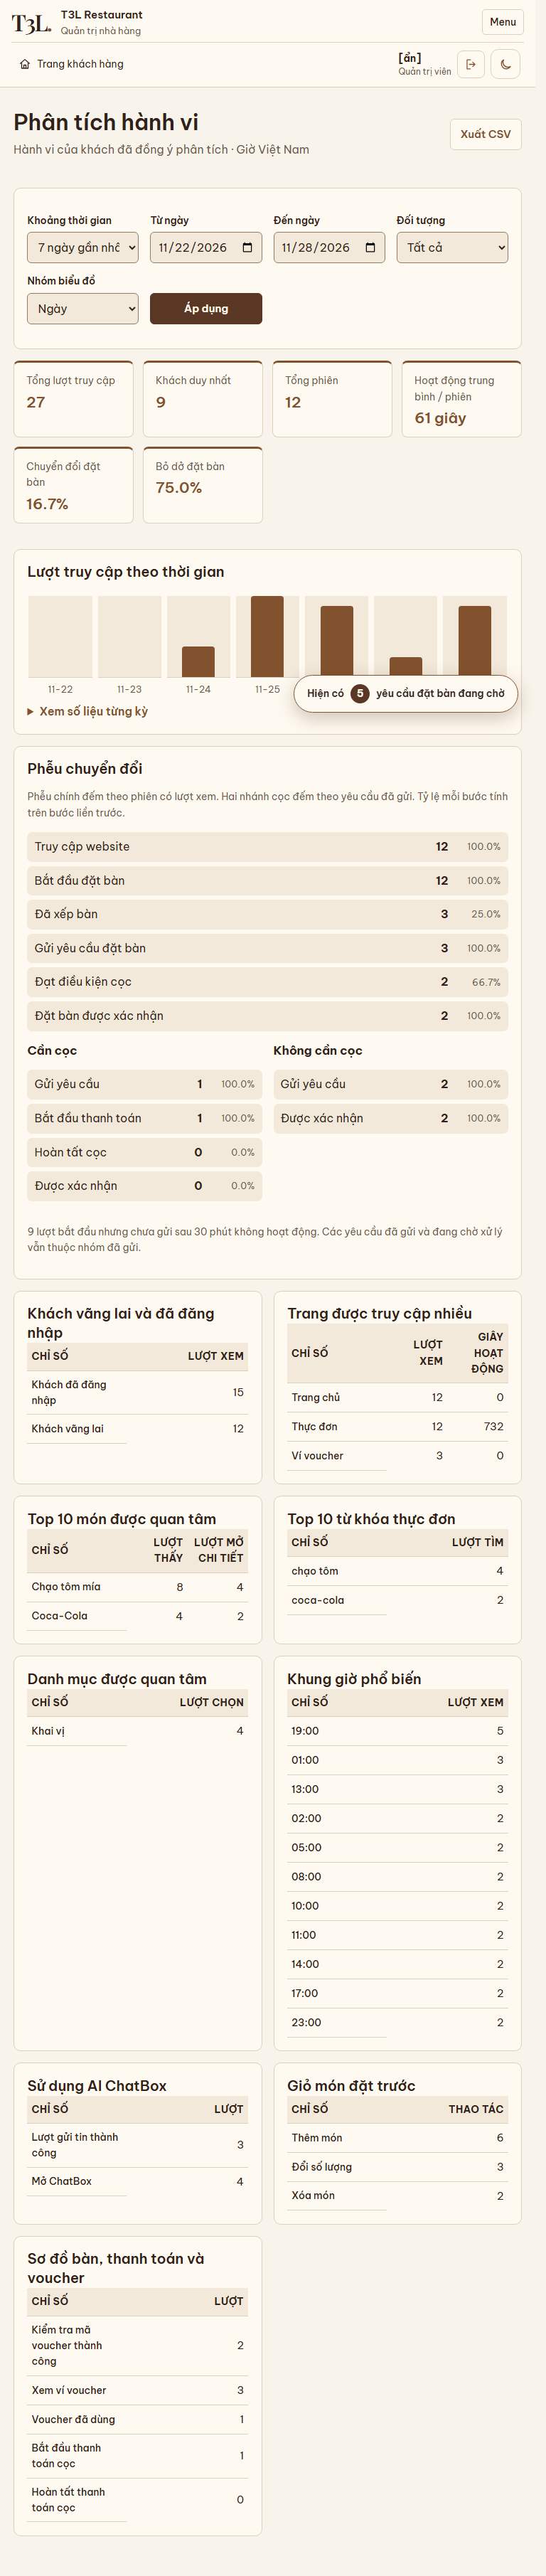 T3L.
T3L Restaurant
Quản trị nhà hàng
Menu
Trang khách hàng
[ẩn]
Quản trị viên
Phân tích hành vi
Hành vi của khách đã đồng ý phân tích · Giờ Việt Nam
Xuất CSV
Khoảng thời gian
Từ ngày
Đến ngày
Đối tượng
7 ngày gần nhấ
11/22/2026
11/28/2026
Tất cả
Nhóm biểu đồ
Ngày
Áp dụng
Tổng lượt truy cập
27
Khách duy nhất
9
Tổng phiên
12
Hoạt động trung
bình / phiên
61 giây
Chuyển đổi đặt
bàn
16.7%
Bỏ dở đặt bàn
75.0%
Lượt truy cập theo thời gian
11-22
11-23
11-24
11-25
Hiện có 5 yêu cầu đặt bàn đang chờ
Xem số liệu từng kỳ
Phễu chuyển đổi
Phễu chính đếm theo phiên có lượt xem. Hai nhánh cọc đếm theo yêu cầu đã gửi. Tỷ lệ mỗi bước tính
trên bước liền trước.
Truy cập website 12 100.0%
Bắt đầu đặt bàn 12 100.0%
Đã xếp bàn 3 25.0%
Gửi yêu cầu đặt bàn 3 100.0%
Đạt điều kiện cọc 2 66.7%
Đặt bàn được xác nhận 2 100.0%
Cần cọc
Gửi yêu cầu 1 100.0%
Bắt đầu thanh toán 1 100.0%
Hoàn tất cọc 0 0.0%
Được xác nhận 0 0.0%
Không cần cọc
Gửi yêu cầu 2 100.0%
Được xác nhận 2 100.0%
9 lượt bắt đầu nhưng chưa gửi sau 30 phút không hoạt động. Các yêu cầu đã gửi và đang chờ xử lý
vẫn thuộc nhóm đã gửi.
Khách vãng lai và đã đăng
nhập
CHỈ SỐ LƯỢT XEM
Khách đã đăng
nhập 15
Khách vãng lai 12
Trang được truy cập nhiều
CHỈ SỐ
LƯỢT
XEM
GIÂY
HOẠT
ĐỘNG
Trang chủ 12 0
Thực đơn 12 732
Ví voucher 3 0
Top 10 món được quan tâm
CHỈ SỐ
LƯỢT
THẤY
LƯỢT MỞ
CHI TIẾT
Chạo tôm mía 8 4
Coca-Cola 4 2
Top 10 từ khóa thực đơn
CHỈ SỐ LƯỢT TÌM
chạo tôm 4
coca-cola 2
Danh mục được quan tâm
CHỈ SỐ LƯỢT CHỌN
Khai vị 4
Khung giờ phổ biến
CHỈ SỐ LƯỢT XEM
19:00 5
01:00 3
13:00 3
02:00 2
05:00 2
08:00 2
10:00 2
11:00 2
14:00 2
17:00 2
23:00 2
Sử dụng AI ChatBox
CHỈ SỐ LƯỢT
Lượt gửi tin thành
công 3
Mở ChatBox 4
Giỏ món đặt trước
CHỈ SỐ THAO TÁC
Thêm món 6
Đổi số lượng 3
Xóa món 2
Sơ đồ bàn, thanh toán và
voucher
CHỈ SỐ LƯỢT
Kiểm tra mã
voucher thành
công 2
Xem ví voucher 3
Voucher đã dùng 1
Bắt đầu thanh
toán cọc 1
Hoàn tất thanh
toán cọc 0